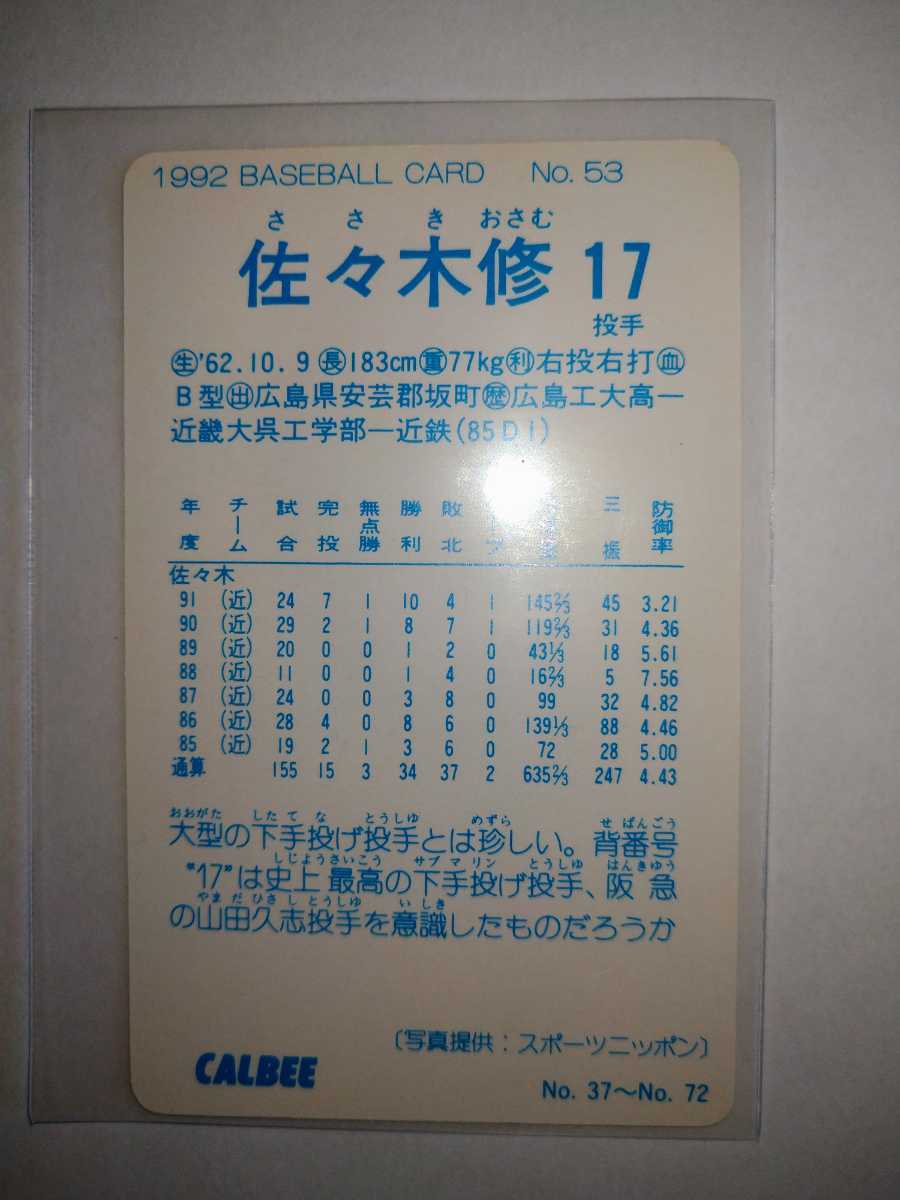 1992 BASEBALL CARD No. 53
さ さ き おさむ
佐々木修 17
投手
生'62.10.9 長183cm 重77kg 利右投右打 血
B型 出広島県安芸郡坂町 歴広島工大高ー
近畿大呉工学部ー近鉄(85D1)
年度 チーム 試合 完投 無点勝 勝利 敗北 三振 防御率
佐々木
91 (近) 24 7 1 10 4 1 145⅔ 45 3.21
90 (近) 29 2 1 8 7 1 119⅔ 31 4.36
89 (近) 20 0 0 1 2 0 43⅓ 18 5.61
88 (近) 11 0 0 1 4 0 16⅔ 5 7.56
87 (近) 24 0 0 3 8 0 99 32 4.82
86 (近) 28 4 0 8 6 0 139⅓ 88 4.46
85 (近) 19 2 1 3 6 0 72 28 5.00
通算 155 15 3 34 37 2 635⅔ 247 4.43
おおがた したてな とうしゆ めずら せばんごう
大型の下手投げ投手とは珍しい。背番号
しじようさいこう サブマリン とうしゆ はんきゆう
"17"は史上最高の下手投げ投手、阪急
やまだひさしとうしゆ いしき
の山田久志投手を意識したものだろうか
〔写真提供:スポーツニッポン〕
CALBEE
No. 37〜No. 72